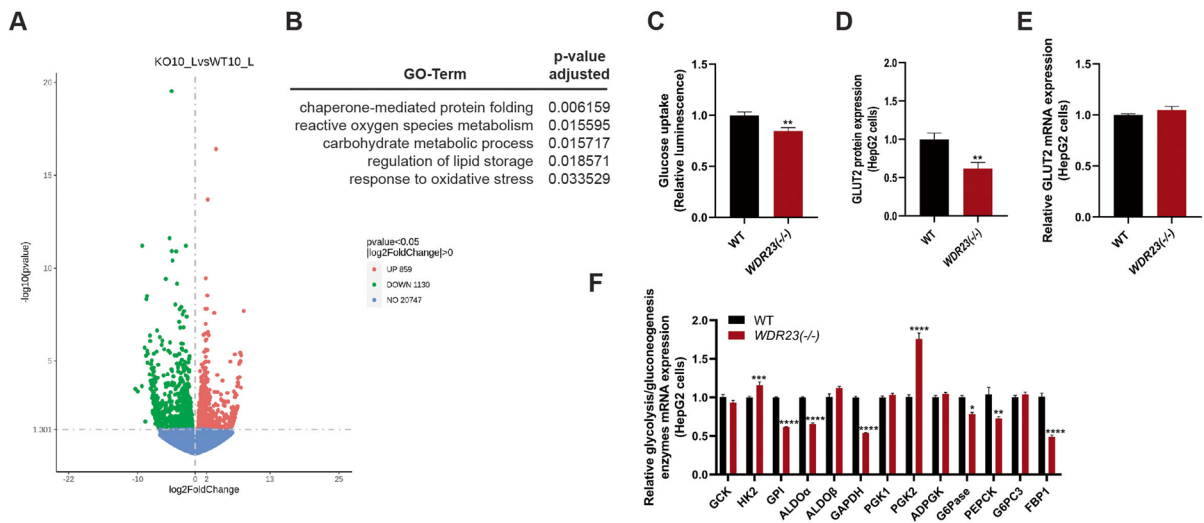 A
KO10_LvsWT10_L
-log10(pvalue)
20
15
10
5
1.301
-22
-12
0
2
13
25
log2FoldChange
pvalue<0.05
|log2FoldChange|>0
UP 859
DOWN 1130
NO 20747
B
GO-Term
p-value
adjusted
chaperone-mediated protein folding 0.006159
reactive oxygen species metabolism 0.015595
carbohydrate metabolic process 0.015717
regulation of lipid storage 0.018571
response to oxidative stress 0.033529
C
Glucose uptake
(Relative luminescence)
1.5
1.0
0.5
0.0
**
WT
WDR23(-/-)
D
GLUT2 protein expression
(HepG2 cells)
2.0
1.5
1.0
0.5
0.0
**
WT
WDR23(-/-)
E
Relative GLUT2 mRNA expression
(HepG2 cells)
1.5
1.0
0.5
0.0
WT
WDR23(-/-)
F
Relative glycolysis/gluconeogenesis
enzymes mRNA expression
(HepG2 cells)
2.0
1.5
1.0
0.5
0.0
WT
WDR23(-/-)
***
****
****
****
****
*
**
****
GCK
HK2
GPI
ALDOα
ALDOβ
GAPDH
PGK1
PGK2
ADPGK
G6Pase
PEPCK
G6PC3
FBP1